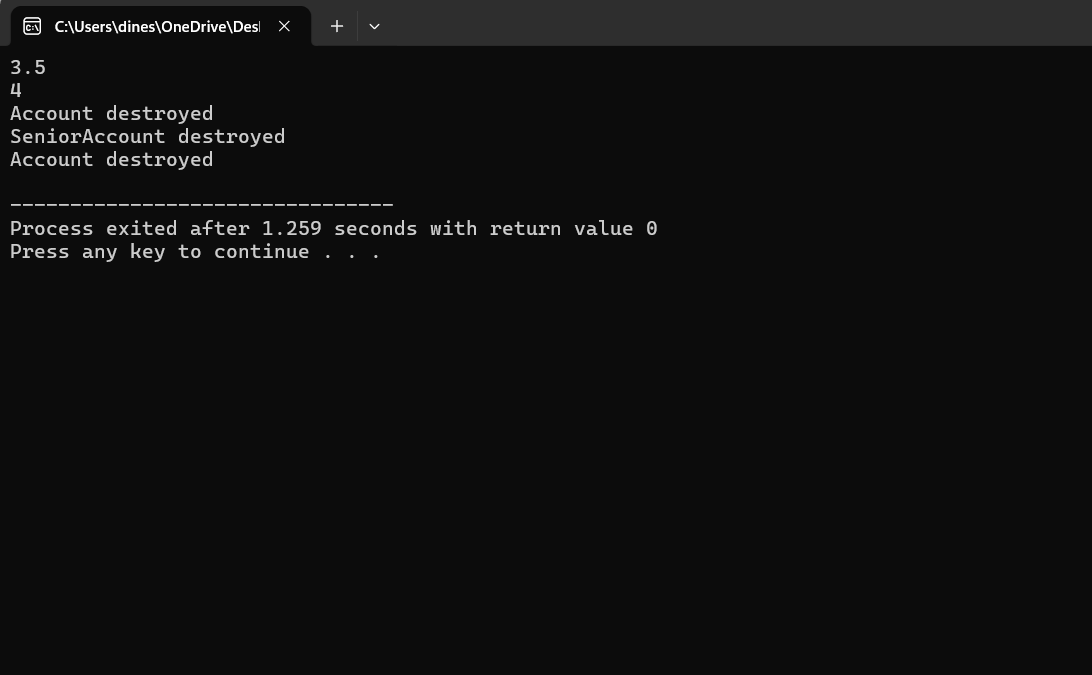 C:\Users\dines\OneDrive\Des
3.5
4
Account destroyed
SeniorAccount destroyed
Account destroyed
--------------------------------
Process exited after 1.259 seconds with return value 0
Press any key to continue . . .